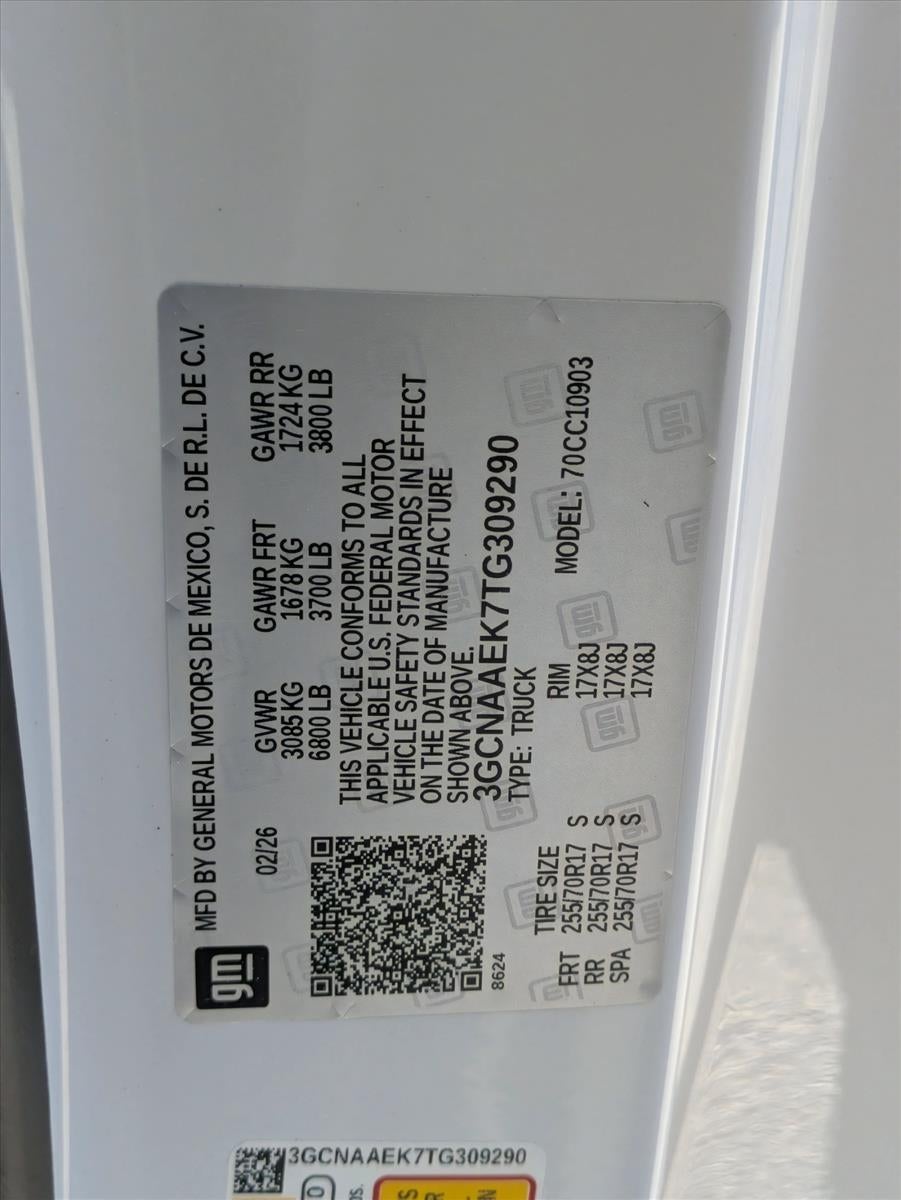 gm MFD BY GENERAL MOTORS DE MEXICO, S. DE R.L. DE C.V.
02/26
GVWR GAWR FRT GAWR RR
3085 KG 1678 KG 1724 KG
6800 LB 3700 LB 3800 LB
THIS VEHICLE CONFORMS TO ALL
APPLICABLE U.S. FEDERAL MOTOR
VEHICLE SAFETY STANDARDS IN EFFECT
ON THE DATE OF MANUFACTURE
SHOWN ABOVE.
3GCNAAEK7TG309290
8624
TYPE: TRUCK
TIRE SIZE RIM MODEL: 70CC10903
FRT 255/70R17 S 17X8J
RR 255/70R17 S 17X8J
SPA 255/70R17 S 17X8J
3GCNAAEK7TG309290